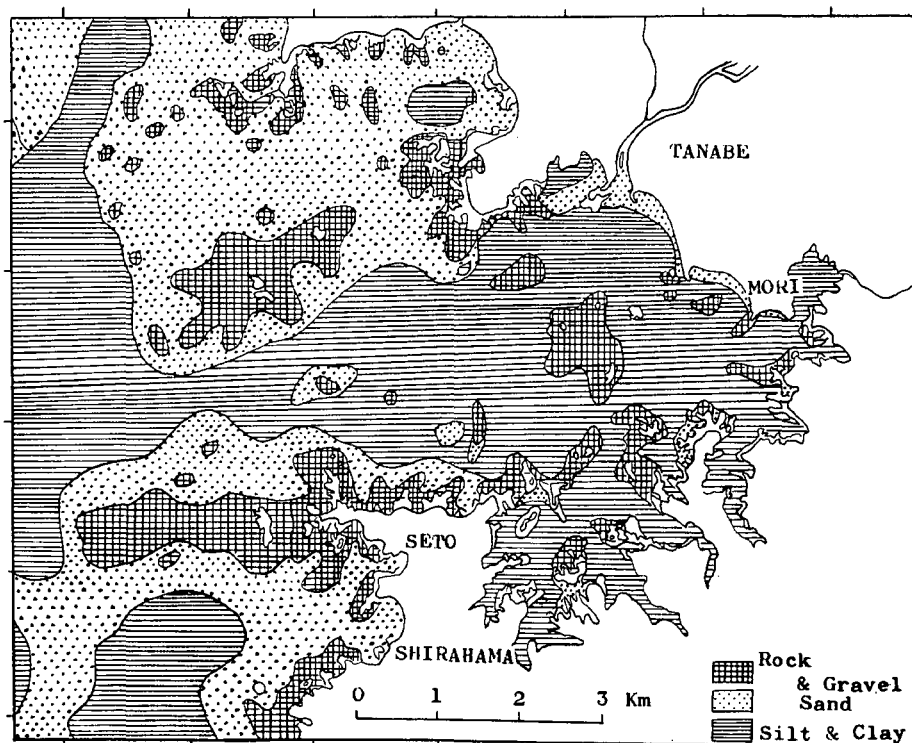 TANABE
MORI
SETO
SHIRAHAMA
0 1 2 3 Km
Rock
& Gravel
Sand
Silt & Clay